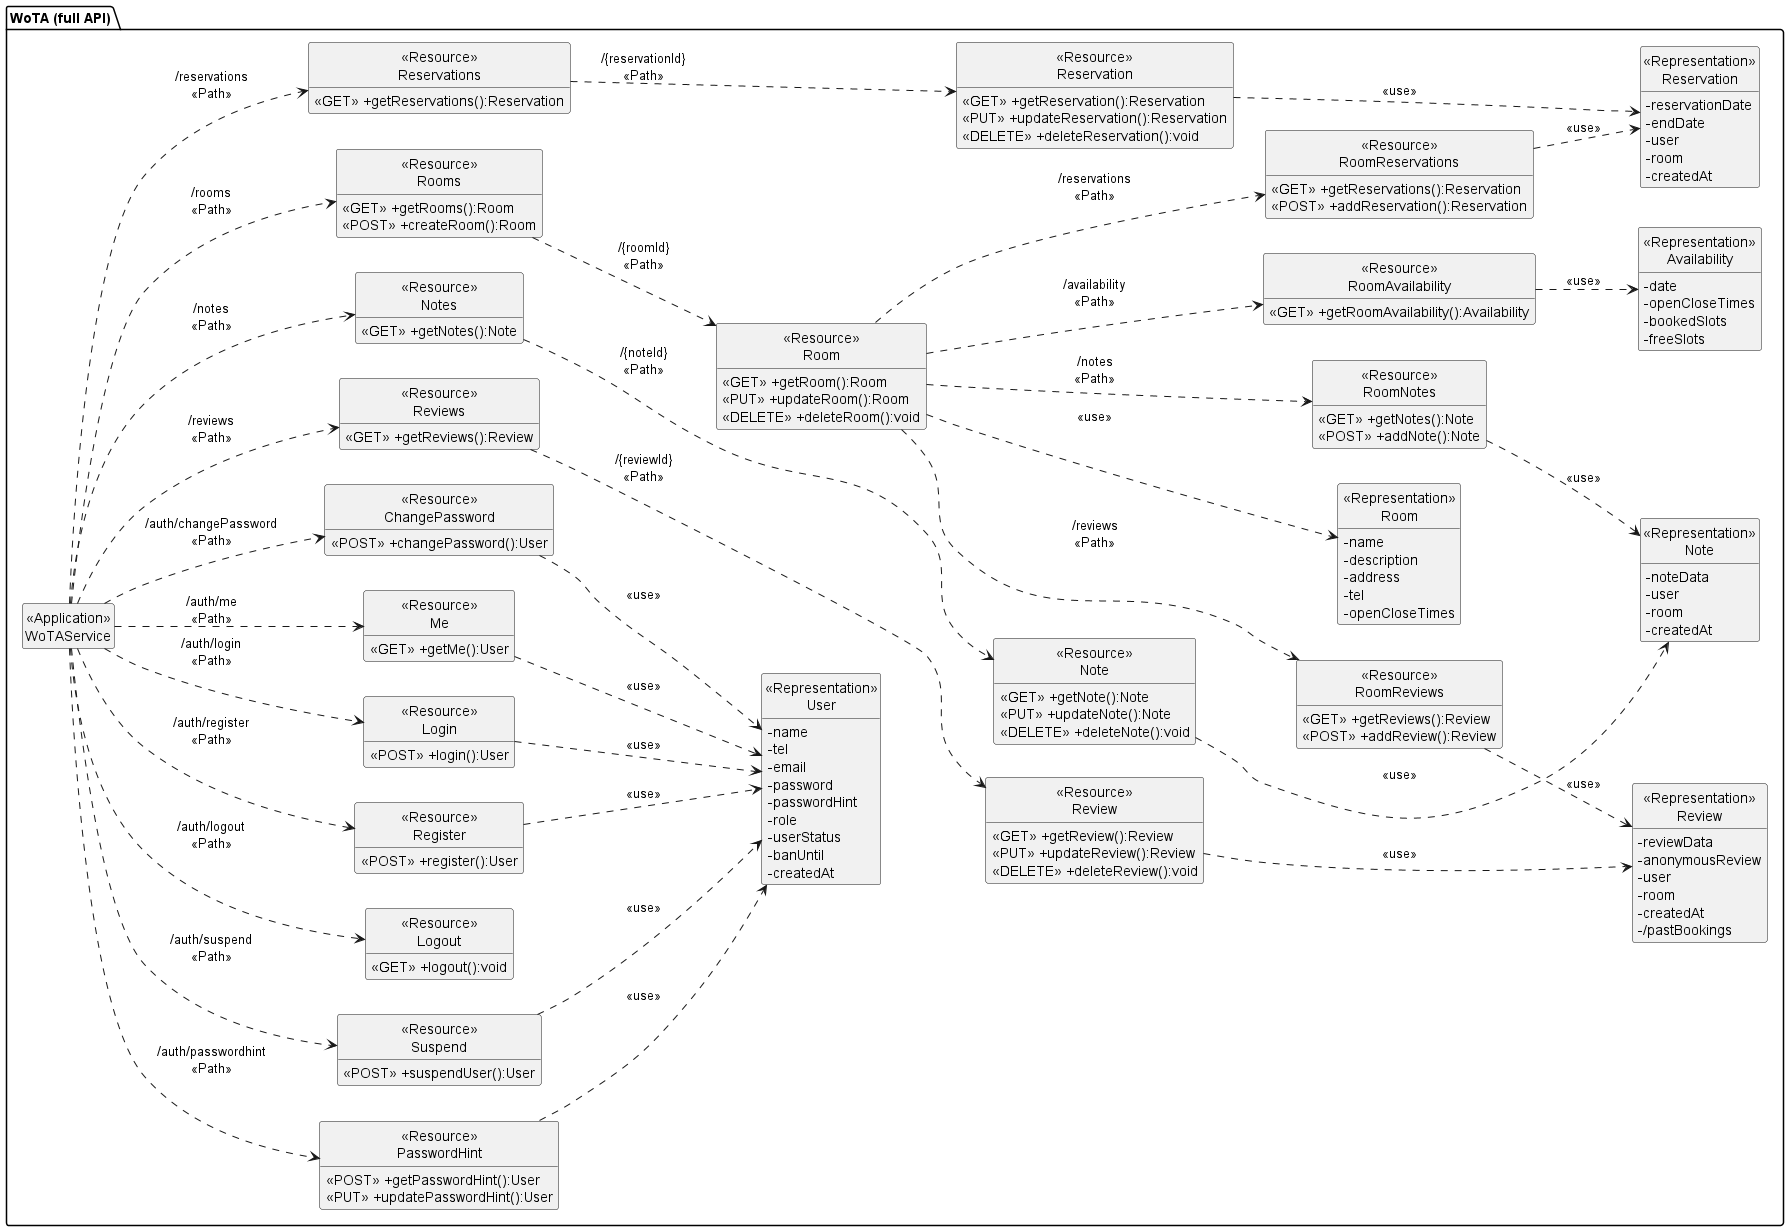 WoTA (full API)
«Application»
WoTAService
/reservations
«Path»
/rooms
«Path»
/notes
«Path»
/reviews
«Path»
/auth/changePassword
«Path»
/auth/me
«Path»
/auth/login
«Path»
/auth/register
«Path»
/auth/logout
«Path»
/auth/suspend
«Path»
/auth/passwordhint
«Path»
«Resource»
Reservations
«GET» +getReservations():Reservation
«Resource»
Rooms
«GET» +getRooms():Room
«POST» +createRoom():Room
«Resource»
Notes
«GET» +getNotes():Note
«Resource»
Reviews
«GET» +getReviews():Review
«Resource»
ChangePassword
«POST» +changePassword():User
«Resource»
Me
«GET» +getMe():User
«Resource»
Login
«POST» +login():User
«Resource»
Register
«POST» +register():User
«Resource»
Logout
«GET» +logout():void
«Resource»
Suspend
«POST» +suspendUser():User
«Resource»
PasswordHint
«POST» +getPasswordHint():User
«PUT» +updatePasswordHint():User
/{reservationId}
«Path»
/{roomId}
«Path»
/{noteId}
«Path»
/{reviewId}
«Path»
«use»
«use»
«use»
«use»
«use»
«use»
«Resource»
Room
«GET» +getRoom():Room
«PUT» +updateRoom():Room
«DELETE» +deleteRoom():void
«Representation»
User
-name
-tel
-email
-password
-passwordHint
-role
-userStatus
-banUntil
-createdAt
«Resource»
Reservation
«GET» +getReservation():Reservation
«PUT» +updateReservation():Reservation
«DELETE» +deleteReservation():void
/reservations
«Path»
/availability
«Path»
/notes
«Path»
«use»
/reviews
«Path»
«Resource»
Note
«GET» +getNote():Note
«PUT» +updateNote():Note
«DELETE» +deleteNote():void
«Resource»
Review
«GET» +getReview():Review
«PUT» +updateReview():Review
«DELETE» +deleteReview():void
«use»
«Resource»
RoomReservations
«GET» +getReservations():Reservation
«POST» +addReservation():Reservation
«Resource»
RoomAvailability
«GET» +getRoomAvailability():Availability
«Resource»
RoomNotes
«GET» +getNotes():Note
«POST» +addNote():Note
«Representation»
Room
-name
-description
-address
-tel
-openCloseTimes
«Resource»
RoomReviews
«GET» +getReviews():Review
«POST» +addReview():Review
«use»
«use»
«use»
«use»
«use»
«use»
«Representation»
Reservation
-reservationDate
-endDate
-user
-room
-createdAt
«Representation»
Availability
-date
-openCloseTimes
-bookedSlots
-freeSlots
«Representation»
Note
-noteData
-user
-room
-createdAt
«Representation»
Review
-reviewData
-anonymousReview
-user
-room
-createdAt
-/pastBookings